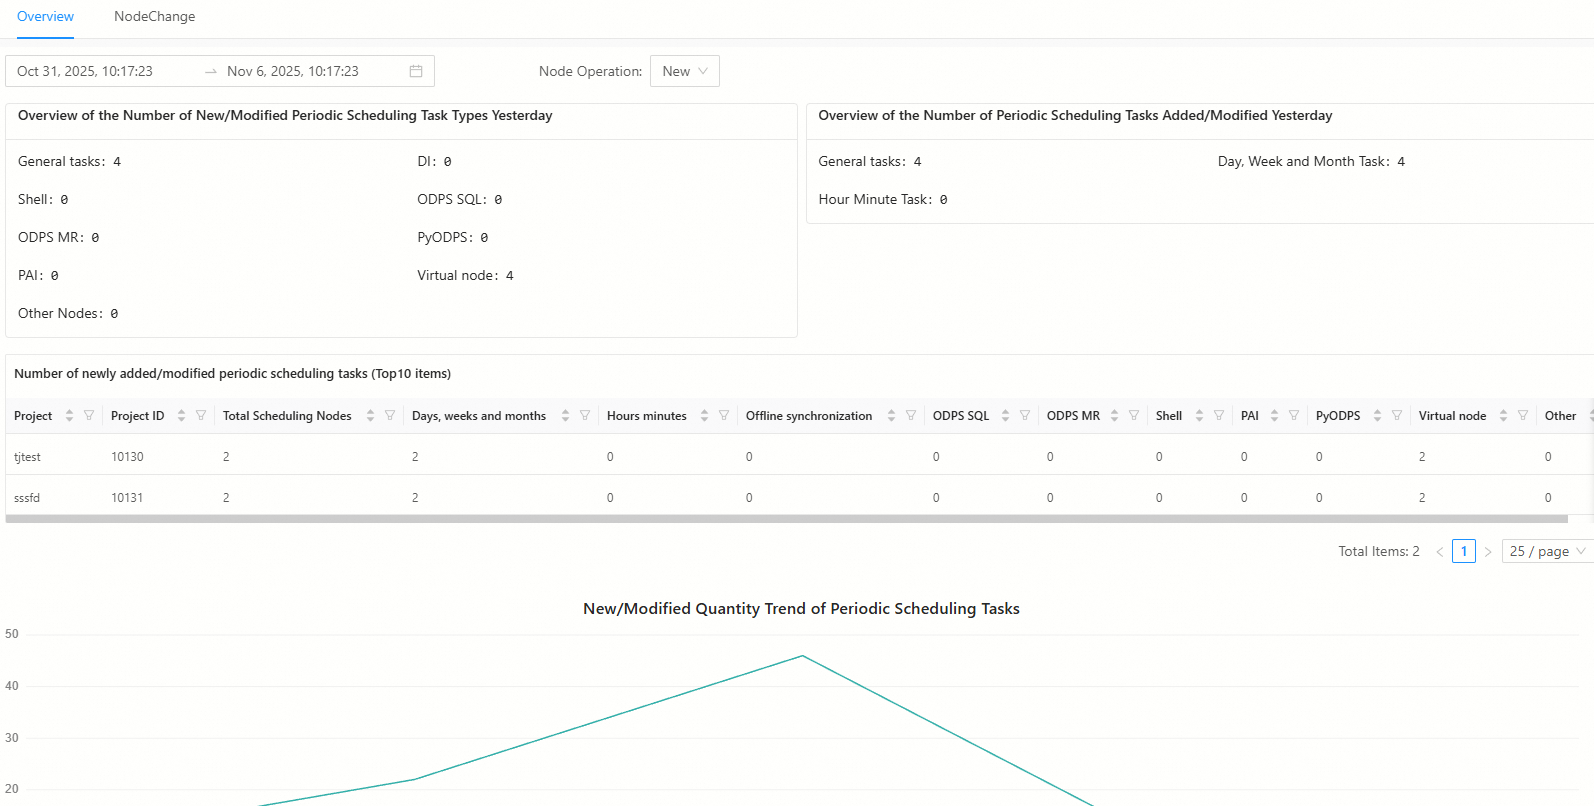 Overview NodeChange
Oct 31, 2025, 10:17:23 → Nov 6, 2025, 10:17:23 Node Operation: New
Overview of the Number of New/Modified Periodic Scheduling Task Types Yesterday
General tasks: 4 DI: 0
Shell: 0 ODPS SQL: 0
ODPS MR: 0 PyODPS: 0
PAI: 0 Virtual node: 4
Other Nodes: 0
Overview of the Number of Periodic Scheduling Tasks Added/Modified Yesterday
General tasks: 4 Day, Week and Month Task: 4
Hour Minute Task: 0
Number of newly added/modified periodic scheduling tasks (Top10 items)
Project Project ID Total Scheduling Nodes Days, weeks and months Hours minutes Offline synchronization ODPS SQL ODPS MR Shell PAI PyODPS Virtual node Other
tjtest 10130 2 2 0 0 0 0 0 0 0 2 0
sssfd 10131 2 2 0 0 0 0 0 0 0 2 0
Total Items: 2 < 1 > 25 / page
New/Modified Quantity Trend of Periodic Scheduling Tasks
50
40
30
20